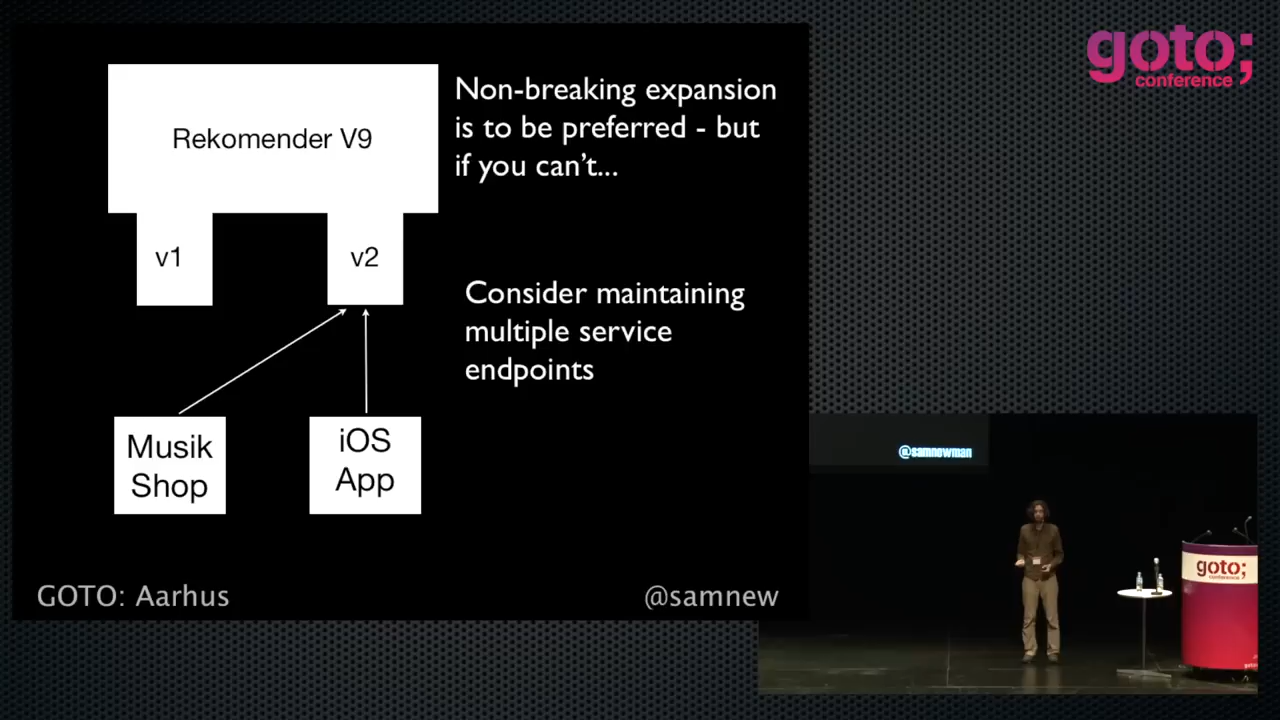 goto;
conference
Non-breaking expansion
is to be preferred - but
if you can't...
Rekomender V9
v1
v2
Consider maintaining
multiple service
endpoints
Musik
Shop
iOS
App
GOTO: Aarhus
@samnew
@samnewman
goto;
conference